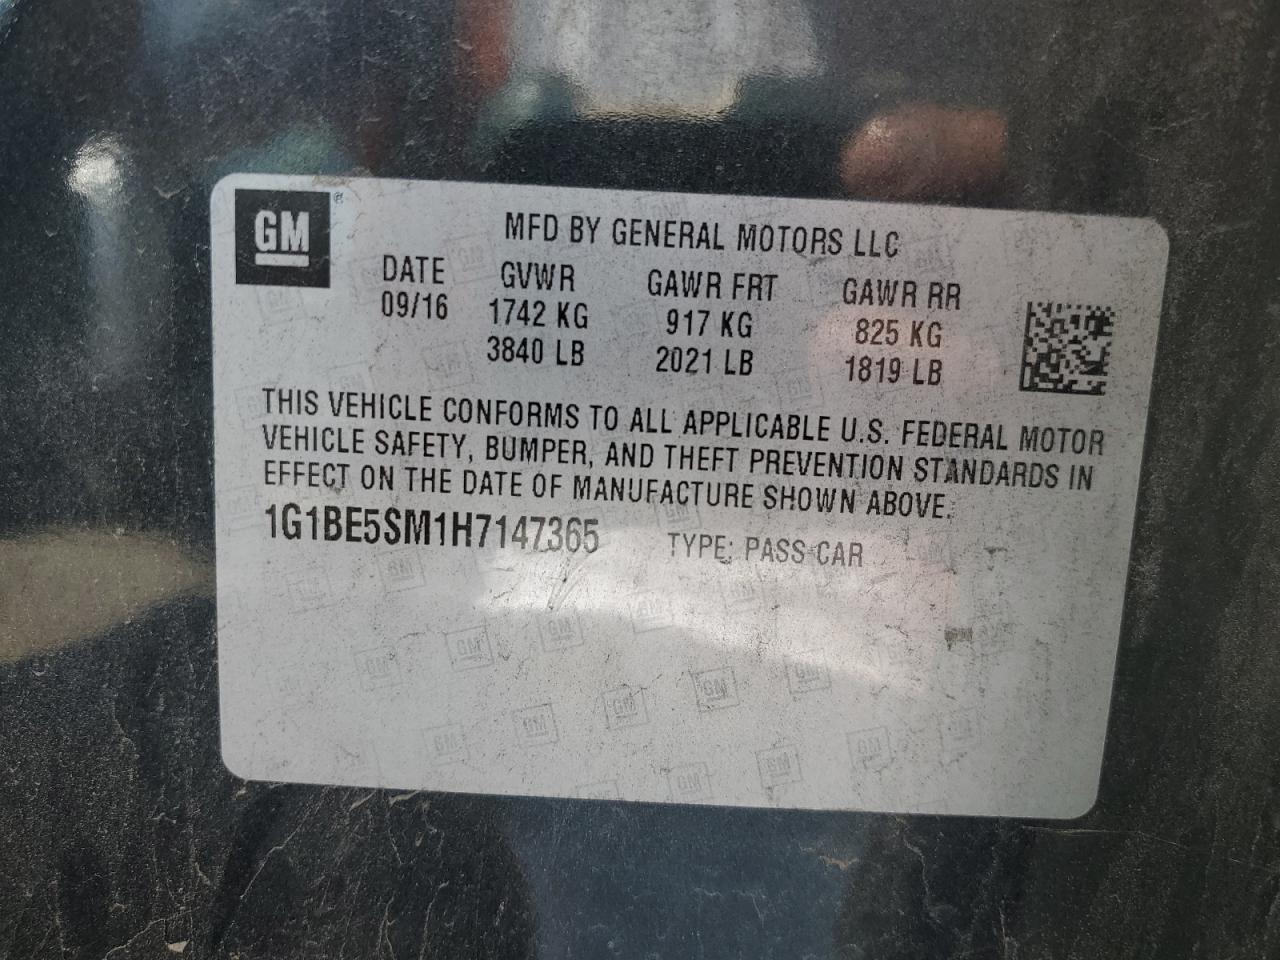 GM®
MFD BY GENERAL MOTORS LLC
DATE GVWR GAWR FRT GAWR RR
09/16 1742 KG 917 KG 825 KG
3840 LB 2021 LB 1819 LB
THIS VEHICLE CONFORMS TO ALL APPLICABLE U.S. FEDERAL MOTOR
VEHICLE SAFETY, BUMPER, AND THEFT PREVENTION STANDARDS IN
EFFECT ON THE DATE OF MANUFACTURE SHOWN ABOVE.
1G1BE5SM1H7147365 TYPE: PASS CAR